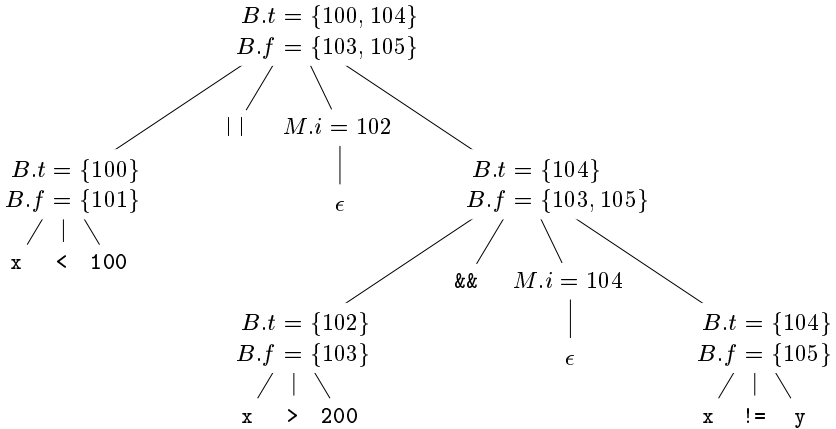 B.t = {100, 104}
B.f = {103, 105}
|| M.i = 102
B.t = {100}
B.f = {101}
ϵ
B.t = {104}
B.f = {103, 105}
x < 100
&& M.i = 104
B.t = {102}
B.f = {103}
ϵ
B.t = {104}
B.f = {105}
x > 200
x != y